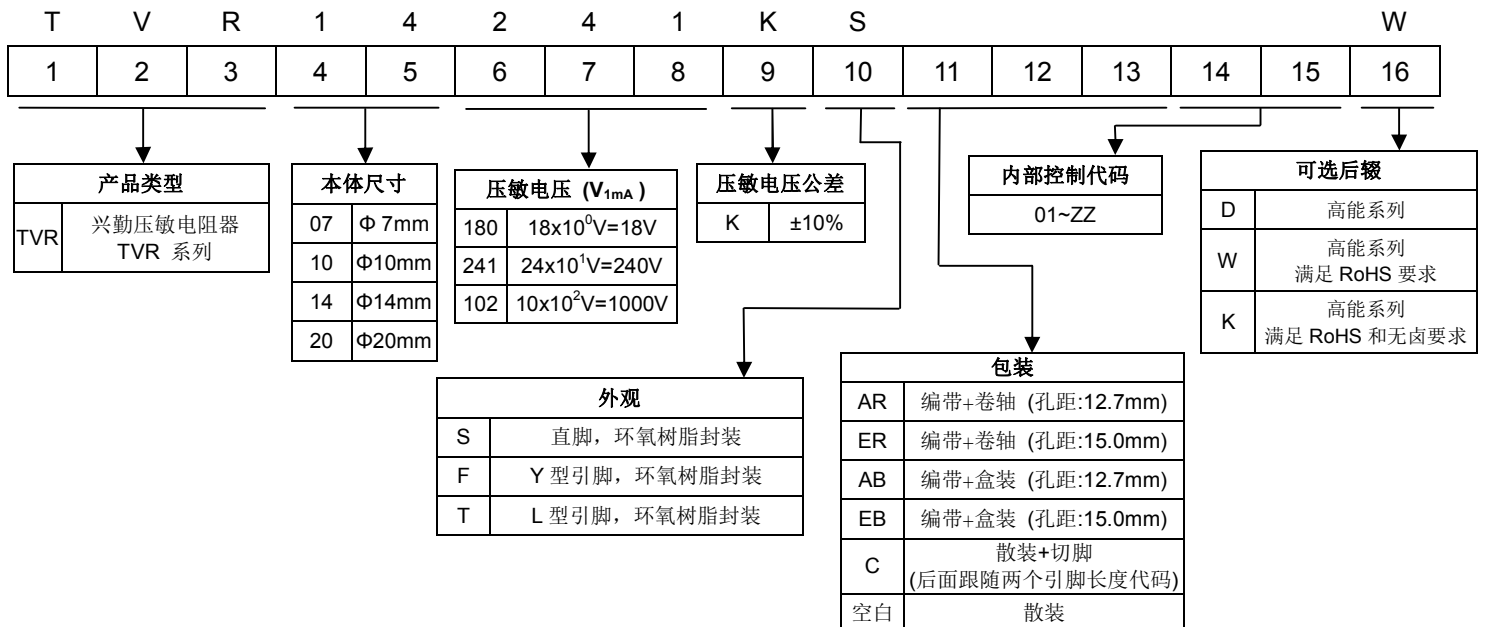 T V R 1 4 2 4 1 K S W
1 2 3 4 5 6 7 8 9 10 11 12 13 14 15 16
产品类型
TVR 兴勤压敏电阻器
TVR 系列
本体尺寸
07 Φ 7mm
10 Φ10mm
14 Φ14mm
20 Φ20mm
压敏电压 (V1mA )
180 18x10⁰V=18V
241 24x10¹V=240V
102 10x10²V=1000V
压敏电压公差
K ±10%
内部控制代码
01~ZZ
可选后辍
D 高能系列
W 高能系列
满足 RoHS 要求
K 高能系列
满足 RoHS 和无卤要求
外观
S 直脚，环氧树脂封装
F Y 型引脚，环氧树脂封装
T L 型引脚，环氧树脂封装
包装
AR 编带+卷轴 (孔距:12.7mm)
ER 编带+卷轴 (孔距:15.0mm)
AB 编带+盒装 (孔距:12.7mm)
EB 编带+盒装 (孔距:15.0mm)
C 散装+切脚
(后面跟随两个引脚长度代码)
空白 散装